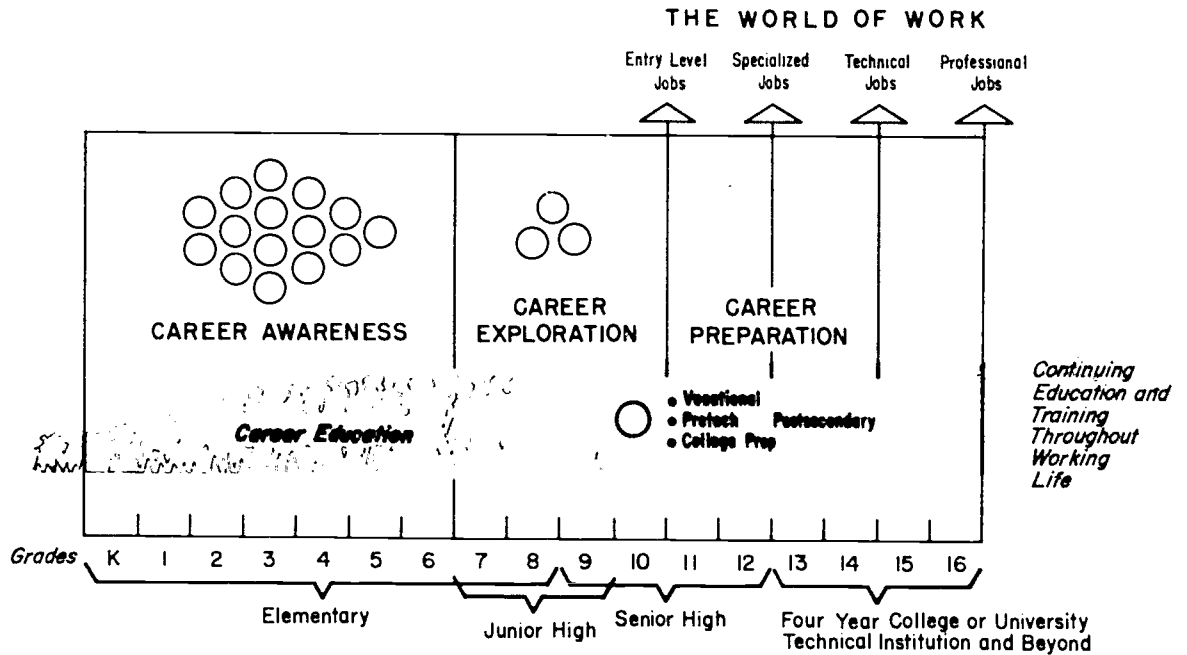 THE WORLD OF WORK
Entry Level Jobs
Specialized Jobs
Technical Jobs
Professional Jobs
CAREER AWARENESS
CAREER EXPLORATION
CAREER PREPARATION
Career Education
• Vocational
• Pretech
• College Prep
Postsecondary
Continuing
Education and
Training
Throughout
Working
Life
Grades K 1 2 3 4 5 6 7 8 9 10 11 12 13 14 15 16
Elementary
Junior High
Senior High
Four Year College or University
Technical Institution and Beyond